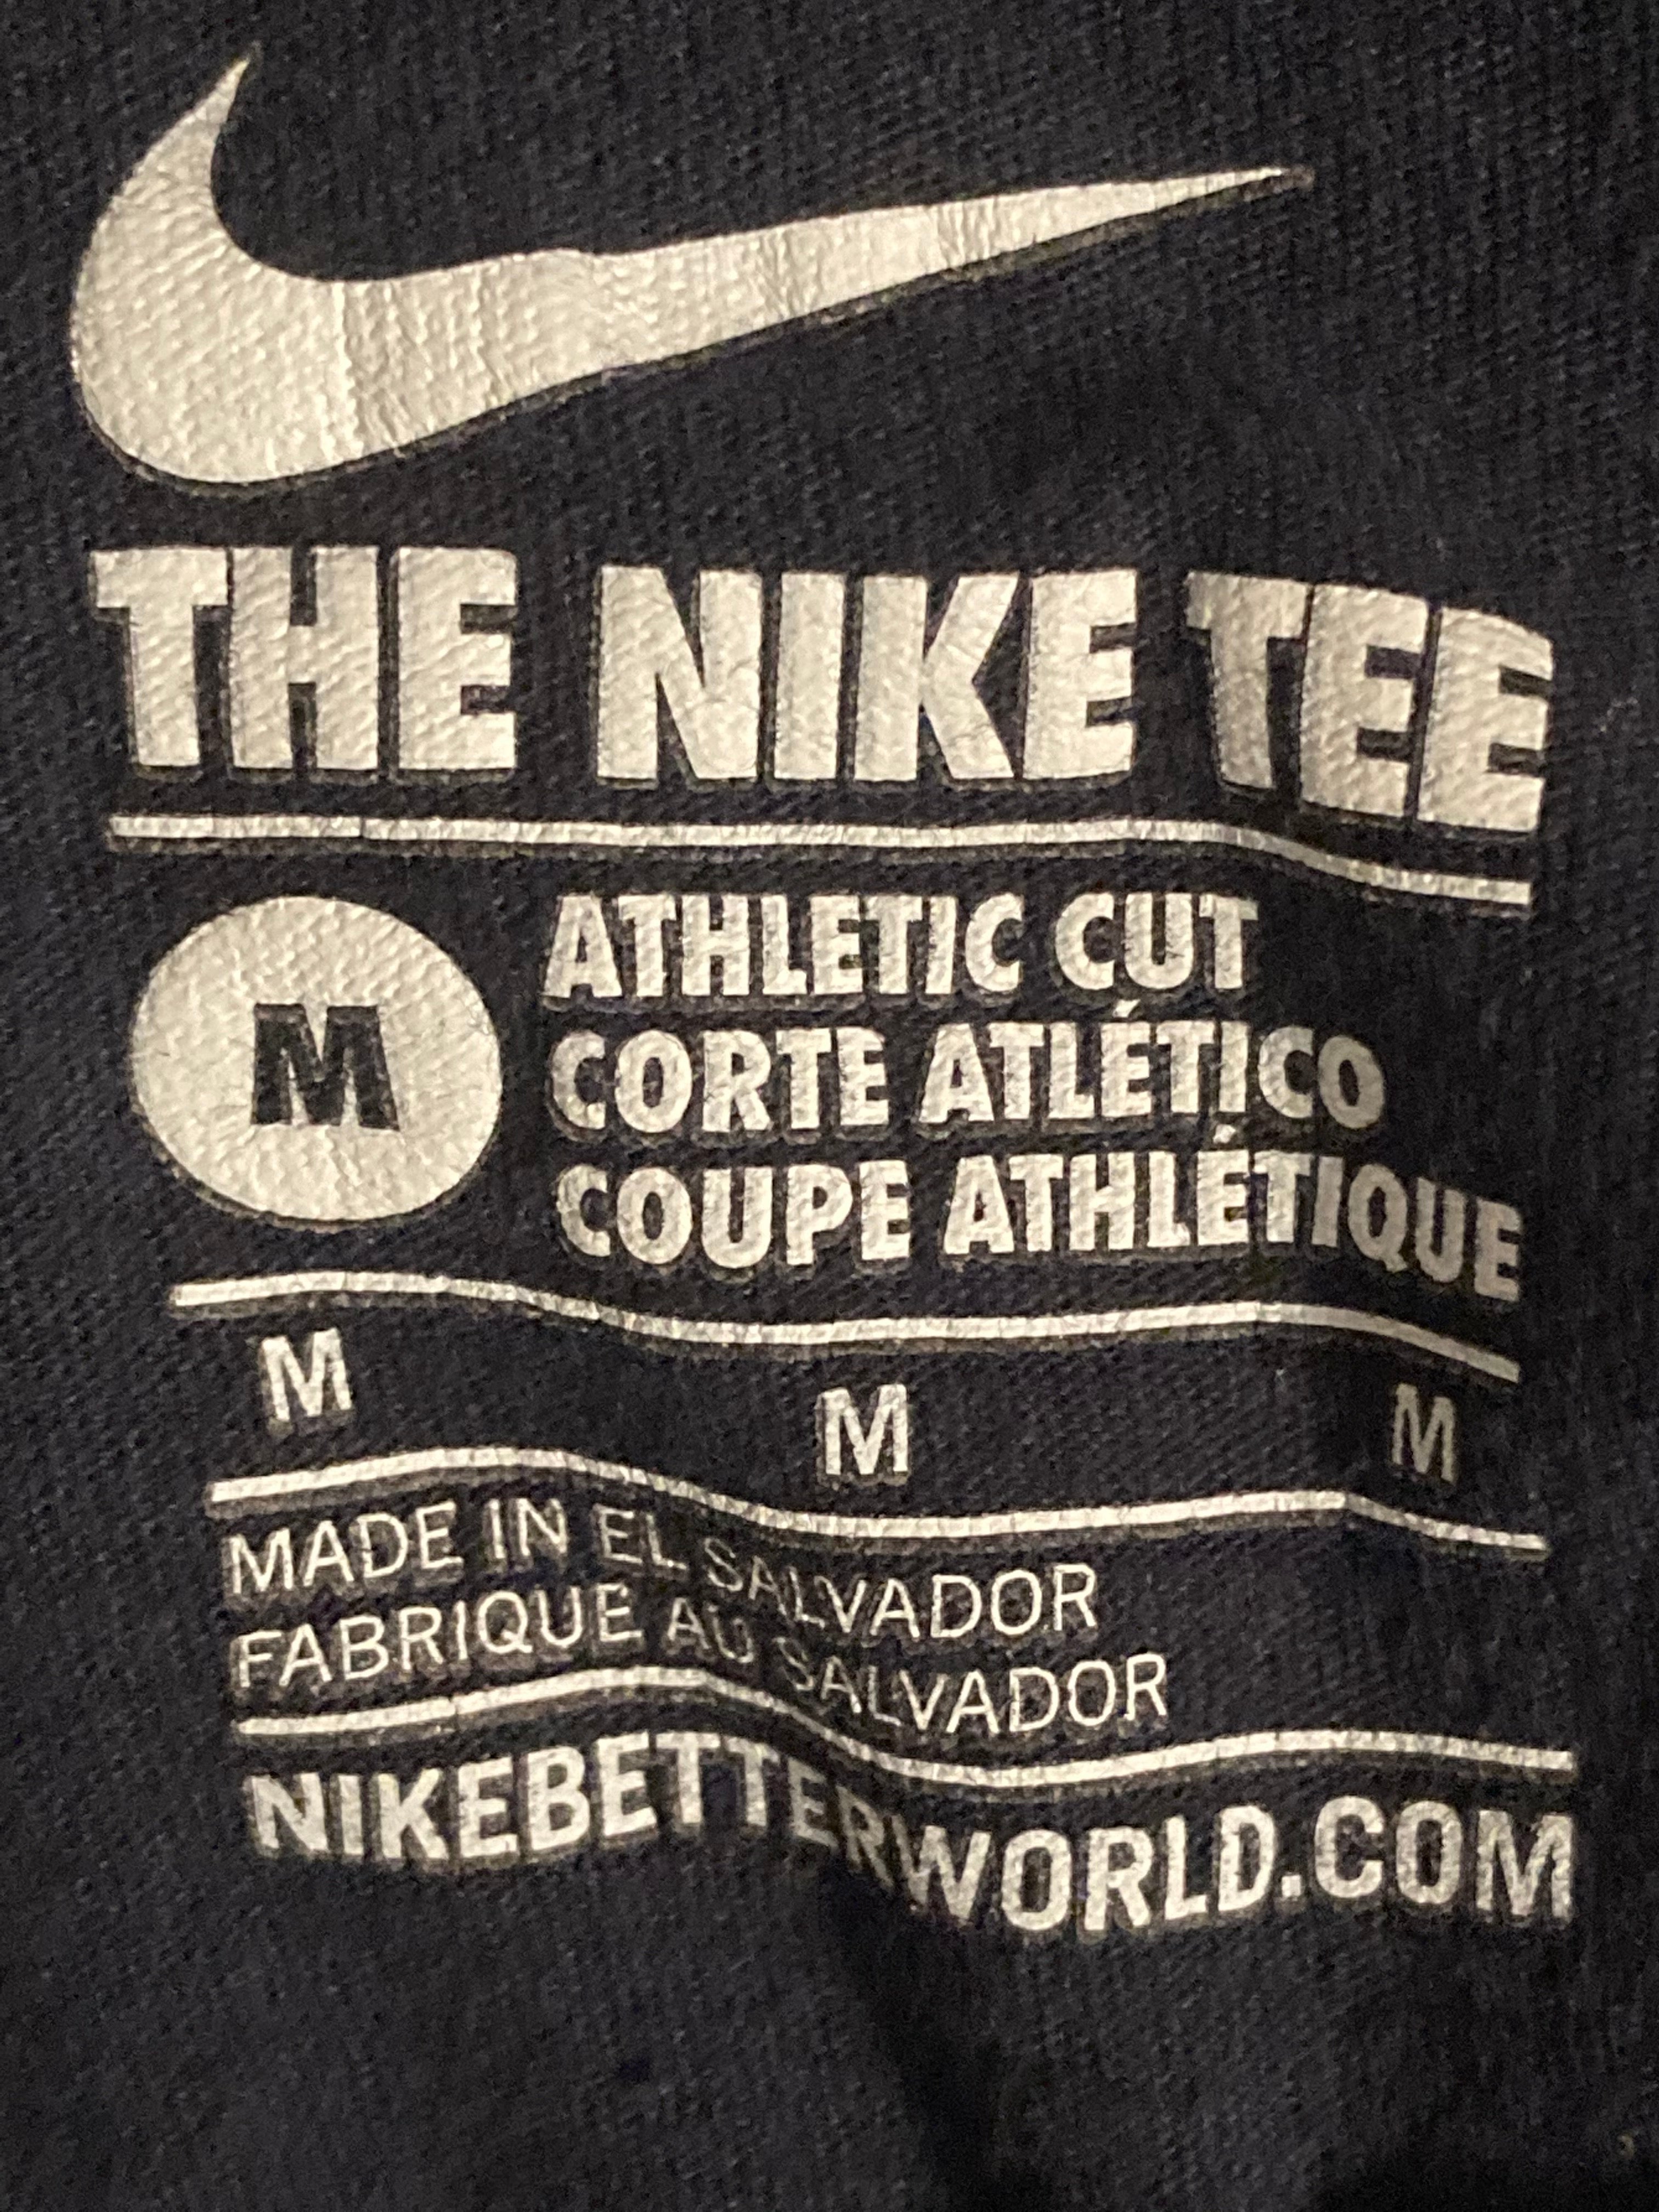 THE NIKE TEE
M
ATHLETIC CUT
CORTE ATLÉTICO
COUPE ATHLÉTIQUE
M M M
MADE IN EL SALVADOR
FABRIQUE AU SALVADOR
NIKEBETTERWORLD.COM